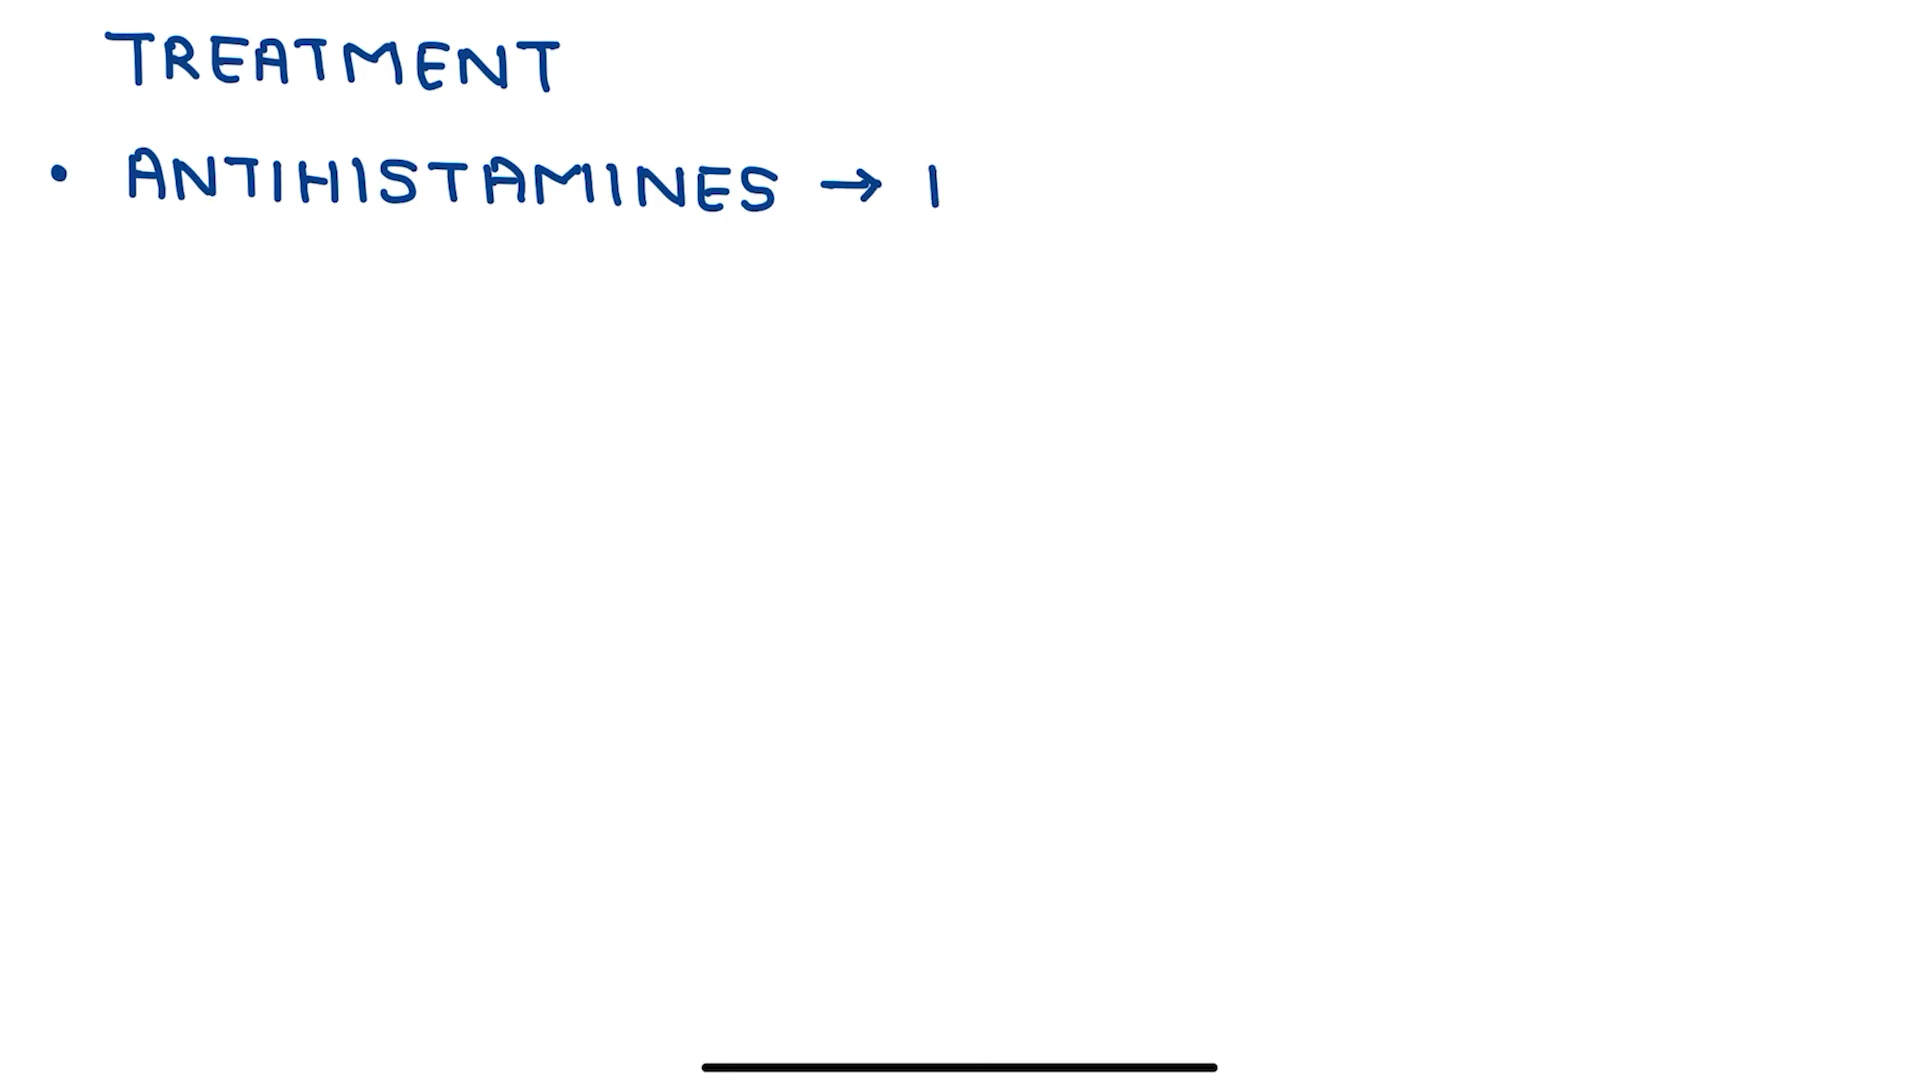 TREATMENT
• ANTIHISTAMINES → I